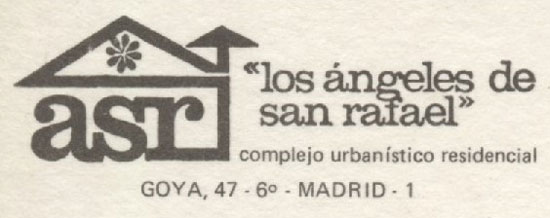 asr
«los ángeles de
san rafael»
complejo urbanístico residencial
GOYA, 47 - 6º - MADRID - 1